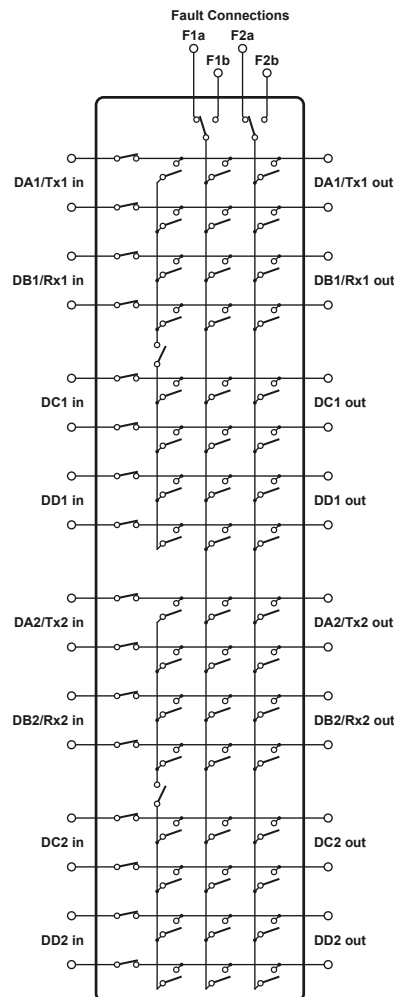 Fault Connections
F1a F2a
F1b F2b
DA1/Tx1 in DA1/Tx1 out
DB1/Rx1 in DB1/Rx1 out
DC1 in DC1 out
DD1 in DD1 out
DA2/Tx2 in DA2/Tx2 out
DB2/Rx2 in DB2/Rx2 out
DC2 in DC2 out
DD2 in DD2 out